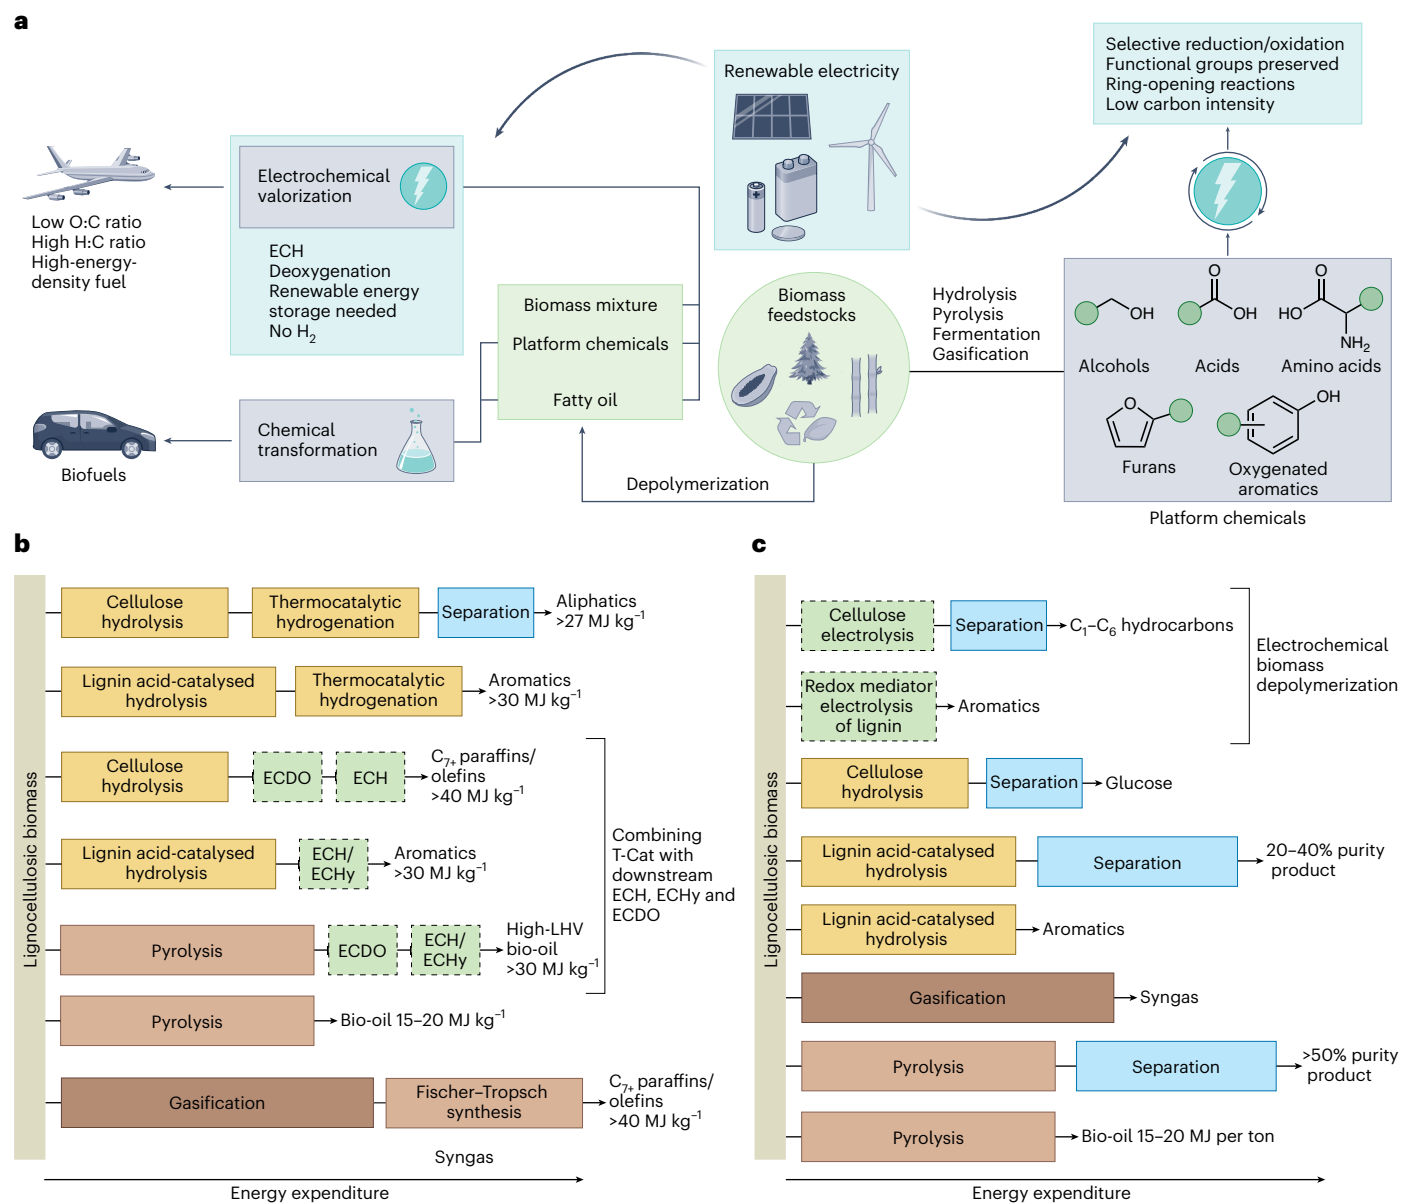 a
Renewable electricity
Selective reduction/oxidation
Functional groups preserved
Ring-opening reactions
Low carbon intensity
Electrochemical
valorization
ECH
Deoxygenation
Renewable energy
storage needed
No H2
Low O:C ratio
High H:C ratio
High-energy-
density fuel
Biomass mixture
Platform chemicals
Fatty oil
Biomass
feedstocks
Hydrolysis
Pyrolysis
Fermentation
Gasification
OH
Alcohols
O
OH
Acids
O
HO
NH2
Amino acids
O
Furans
OH
Oxygenated
aromatics
Platform chemicals
Chemical
transformation
Biofuels
Depolymerization
b
Lignocellulosic biomass
Cellulose
hydrolysis
Thermocatalytic
hydrogenation
Separation
Aliphatics
>27 MJ kg−1
Lignin acid-catalysed
hydrolysis
Thermocatalytic
hydrogenation
Aromatics
>30 MJ kg−1
Cellulose
hydrolysis
ECDO
ECH
C7+ paraffins/
olefins
>40 MJ kg−1
Lignin acid-catalysed
hydrolysis
ECH/
ECHy
Aromatics
>30 MJ kg−1
Pyrolysis
ECDO
ECH/
ECHy
High-LHV
bio-oil
>30 MJ kg−1
Combining
T-Cat with
downstream
ECH, ECHy and
ECDO
Pyrolysis
Bio-oil 15–20 MJ kg−1
Gasification
Fischer–Tropsch
synthesis
C7+ paraffins/
olefins
>40 MJ kg−1
Syngas
Energy expenditure
c
Lignocellulosic biomass
Cellulose
electrolysis
Separation
C1–C6 hydrocarbons
Redox mediator
electrolysis
of lignin
Aromatics
Electrochemical
biomass
depolymerization
Cellulose
hydrolysis
Separation
Glucose
Lignin acid-catalysed
hydrolysis
Separation
20–40% purity
product
Lignin acid-catalysed
hydrolysis
Aromatics
Gasification
Syngas
Pyrolysis
Separation
>50% purity
product
Pyrolysis
Bio-oil 15–20 MJ per ton
Energy expenditure